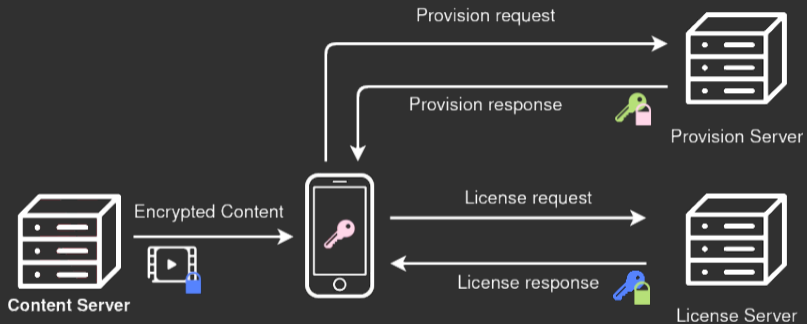 Provision request
Provision response
Provision Server
Encrypted Content
License request
License response
Content Server
License Server